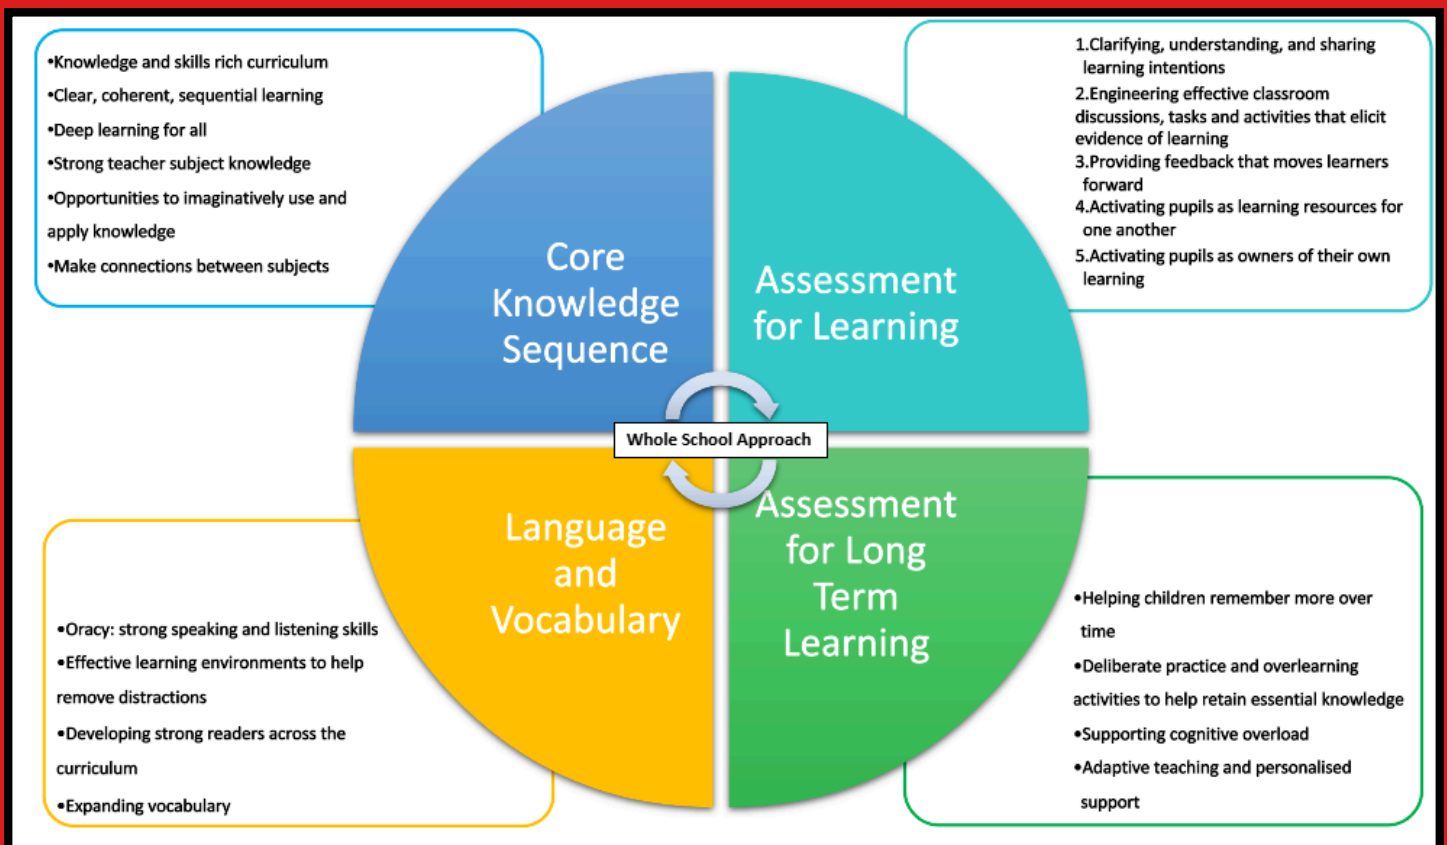 •Knowledge and skills rich curriculum
•Clear, coherent, sequential learning
•Deep learning for all
•Strong teacher subject knowledge
•Opportunities to imaginatively use and
apply knowledge
•Make connections between subjects
1.Clarifying, understanding, and sharing
learning intentions
2.Engineering effective classroom
discussions, tasks and activities that elicit
evidence of learning
3.Providing feedback that moves learners
forward
4.Activating pupils as learning resources for
one another
5.Activating pupils as owners of their own
learning
Core
Knowledge
Sequence
Assessment
for Learning
Whole School Approach
Language
and
Vocabulary
Assessment
for Long
Term
Learning
•Oracy: strong speaking and listening skills
•Effective learning environments to help
remove distractions
•Developing strong readers across the
curriculum
•Expanding vocabulary
•Helping children remember more over
time
•Deliberate practice and overlearning
activities to help retain essential knowledge
•Supporting cognitive overload
•Adaptive teaching and personalised
support